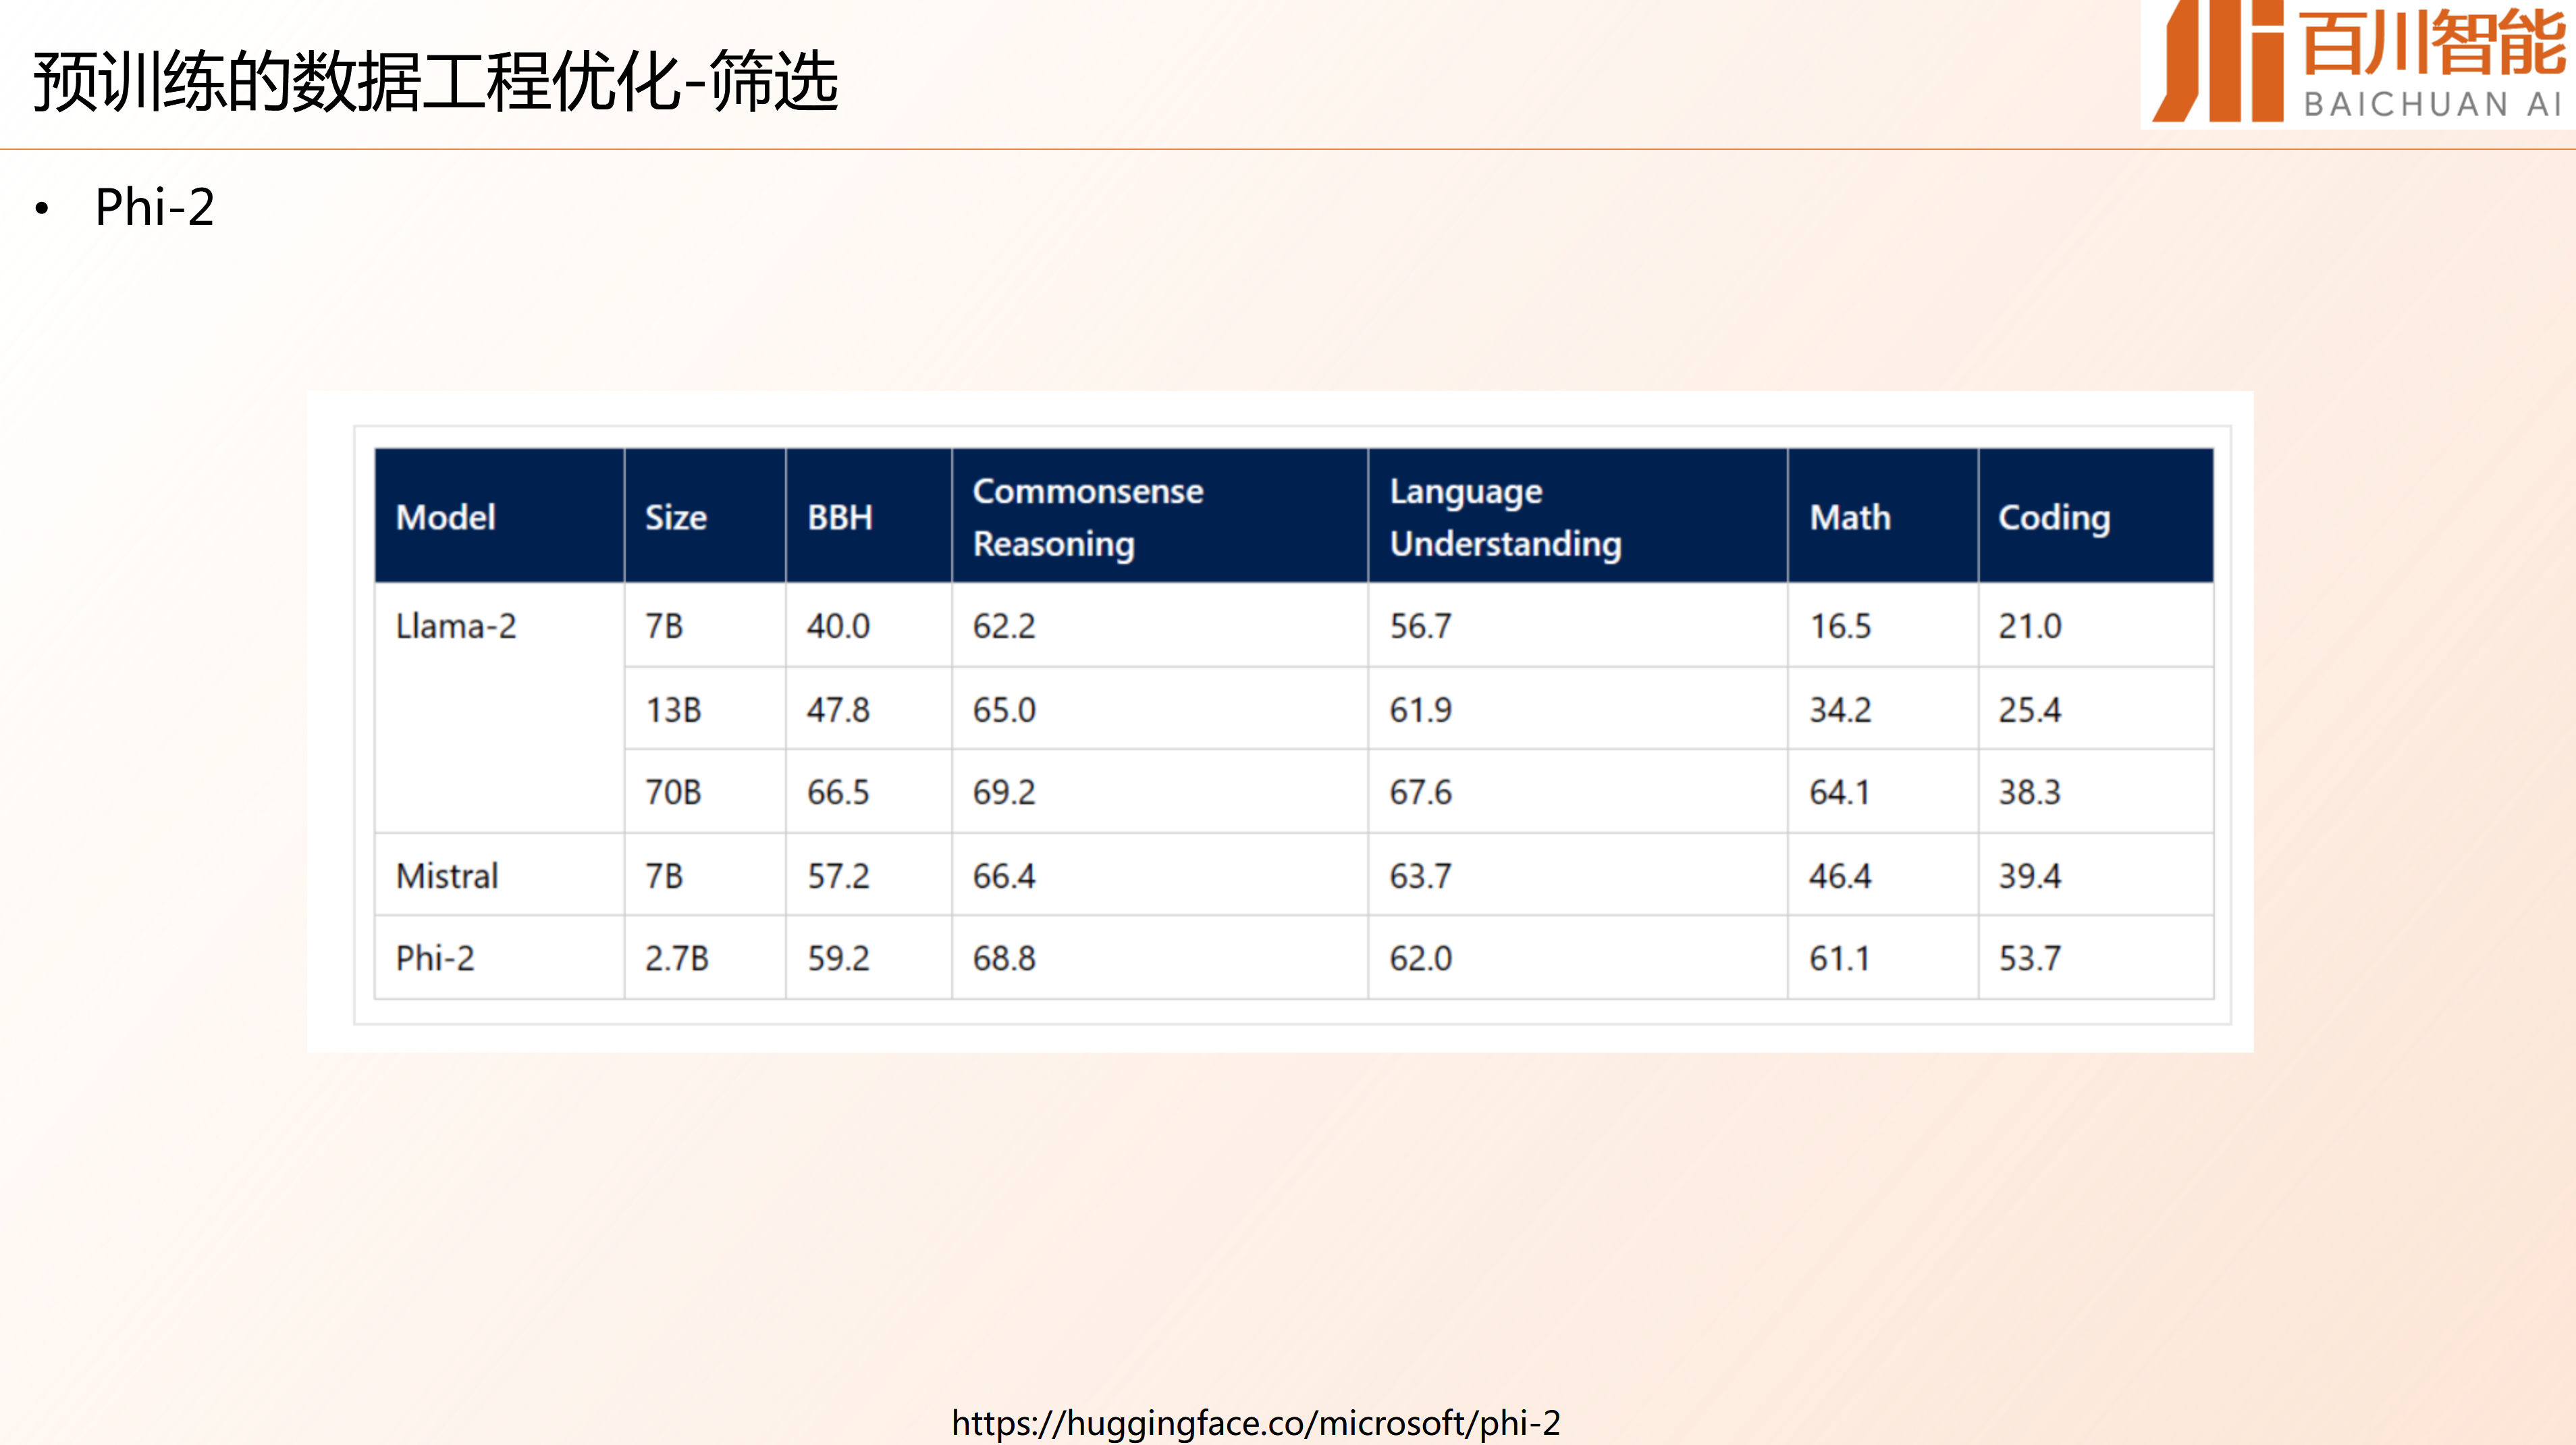 预训练的数据工程优化-筛选
百川智能
BAICHUAN AI
• Phi-2
Model Size BBH Commonsense Reasoning Language Understanding Math Coding
Llama-2 7B 40.0 62.2 56.7 16.5 21.0
13B 47.8 65.0 61.9 34.2 25.4
70B 66.5 69.2 67.6 64.1 38.3
Mistral 7B 57.2 66.4 63.7 46.4 39.4
Phi-2 2.7B 59.2 68.8 62.0 61.1 53.7
https://huggingface.co/microsoft/phi-2